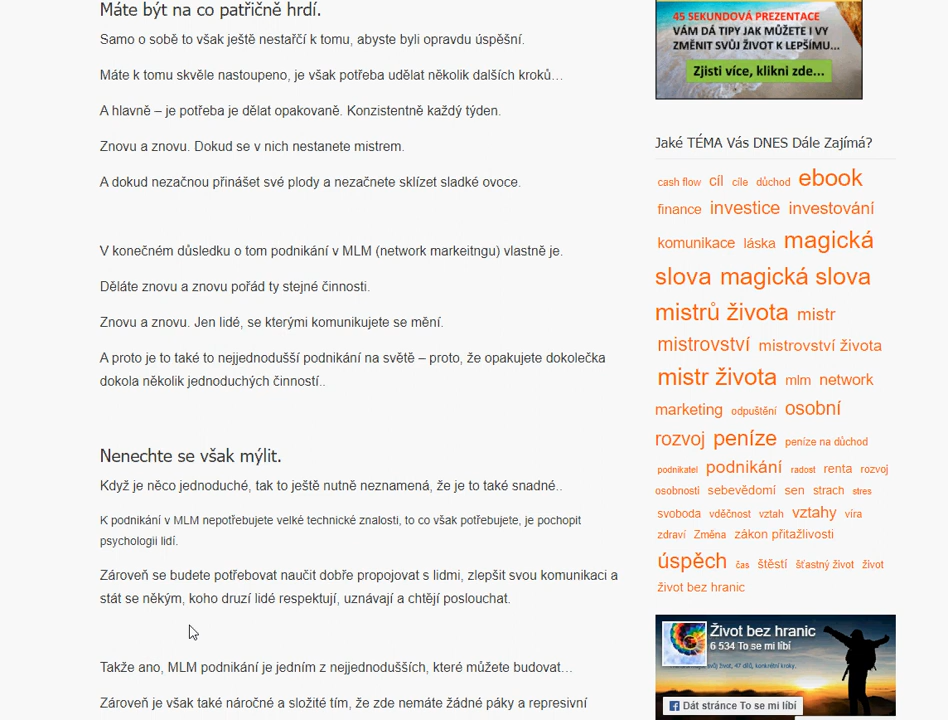 Máte být na co patřičně hrdí.
Samo o sobě to však ještě nestařčí k tomu, abyste byli opravdu úspěšní.
Máte k tomu skvěle nastoupeno, je však potřeba udělat několik dalších kroků…
A hlavně – je potřeba je dělat opakovaně. Konzistentně každý týden.
Znovu a znovu. Dokud se v nich nestanete mistrem.
A dokud nezačnou přinášet své plody a nezačnete sklízet sladké ovoce.
V konečném důsledku o tom podnikání v MLM (network markeitngu) vlastně je.
Děláte znovu a znovu pořád ty stejné činnosti.
Znovu a znovu. Jen lidé, se kterými komunikujete se mění.
A proto je to také to nejjednodušší podnikání na světě – proto, že opakujete dokolečka
dokola několik jednoduchých činností..
Nenechte se však mýlit.
Když je něco jednoduché, tak to ještě nutně neznamená, že je to také snadné..
K podnikání v MLM nepotřebujete velké technické znalosti, to co však potřebujete, je pochopit
psychologii lidí.
Zároveň se budete potřebovat naučit dobře propojovat s lidmi, zlepšit svou komunikaci a
stát se někým, koho druzí lidé respektují, uznávají a chtějí poslouchat.
Takže ano, MLM podnikání je jedním z nejjednodušších, které můžete budovat…
Zároveň je však také náročné a složité tím, že zde nemáte žádné páky a represivní
45 SEKUNDOVÁ PREZENTACE
VÁM DÁ TIPY JAK MŮŽETE I VY
ZMĚNIT SVŮJ ŽIVOT K LEPŠÍMU...
Zjisti více, klikni zde...
Jaké TÉMA Vás DNES Dále Zajímá?
cash flow cíl cíle důchod ebook
finance investice investování
komunikace láska magická
slova magická slova
mistrů života mistr
mistrovství mistrovství života
mistr života mlm network
marketing odpuštění osobní
rozvoj peníze peníze na důchod
podnikatel podnikání radost renta rozvoj
osobnosti sebevědomí sen strach stres
svoboda vděčnost vztah vztahy víra
zdraví Změna zákon přitažlivosti
úspěch čas štěstí šťastný život život
život bez hranic
Život bez hranic
6 534 To se mi líbí
život, 47 dílů, konkrétní kroky.
Dát stránce To se mi líbí